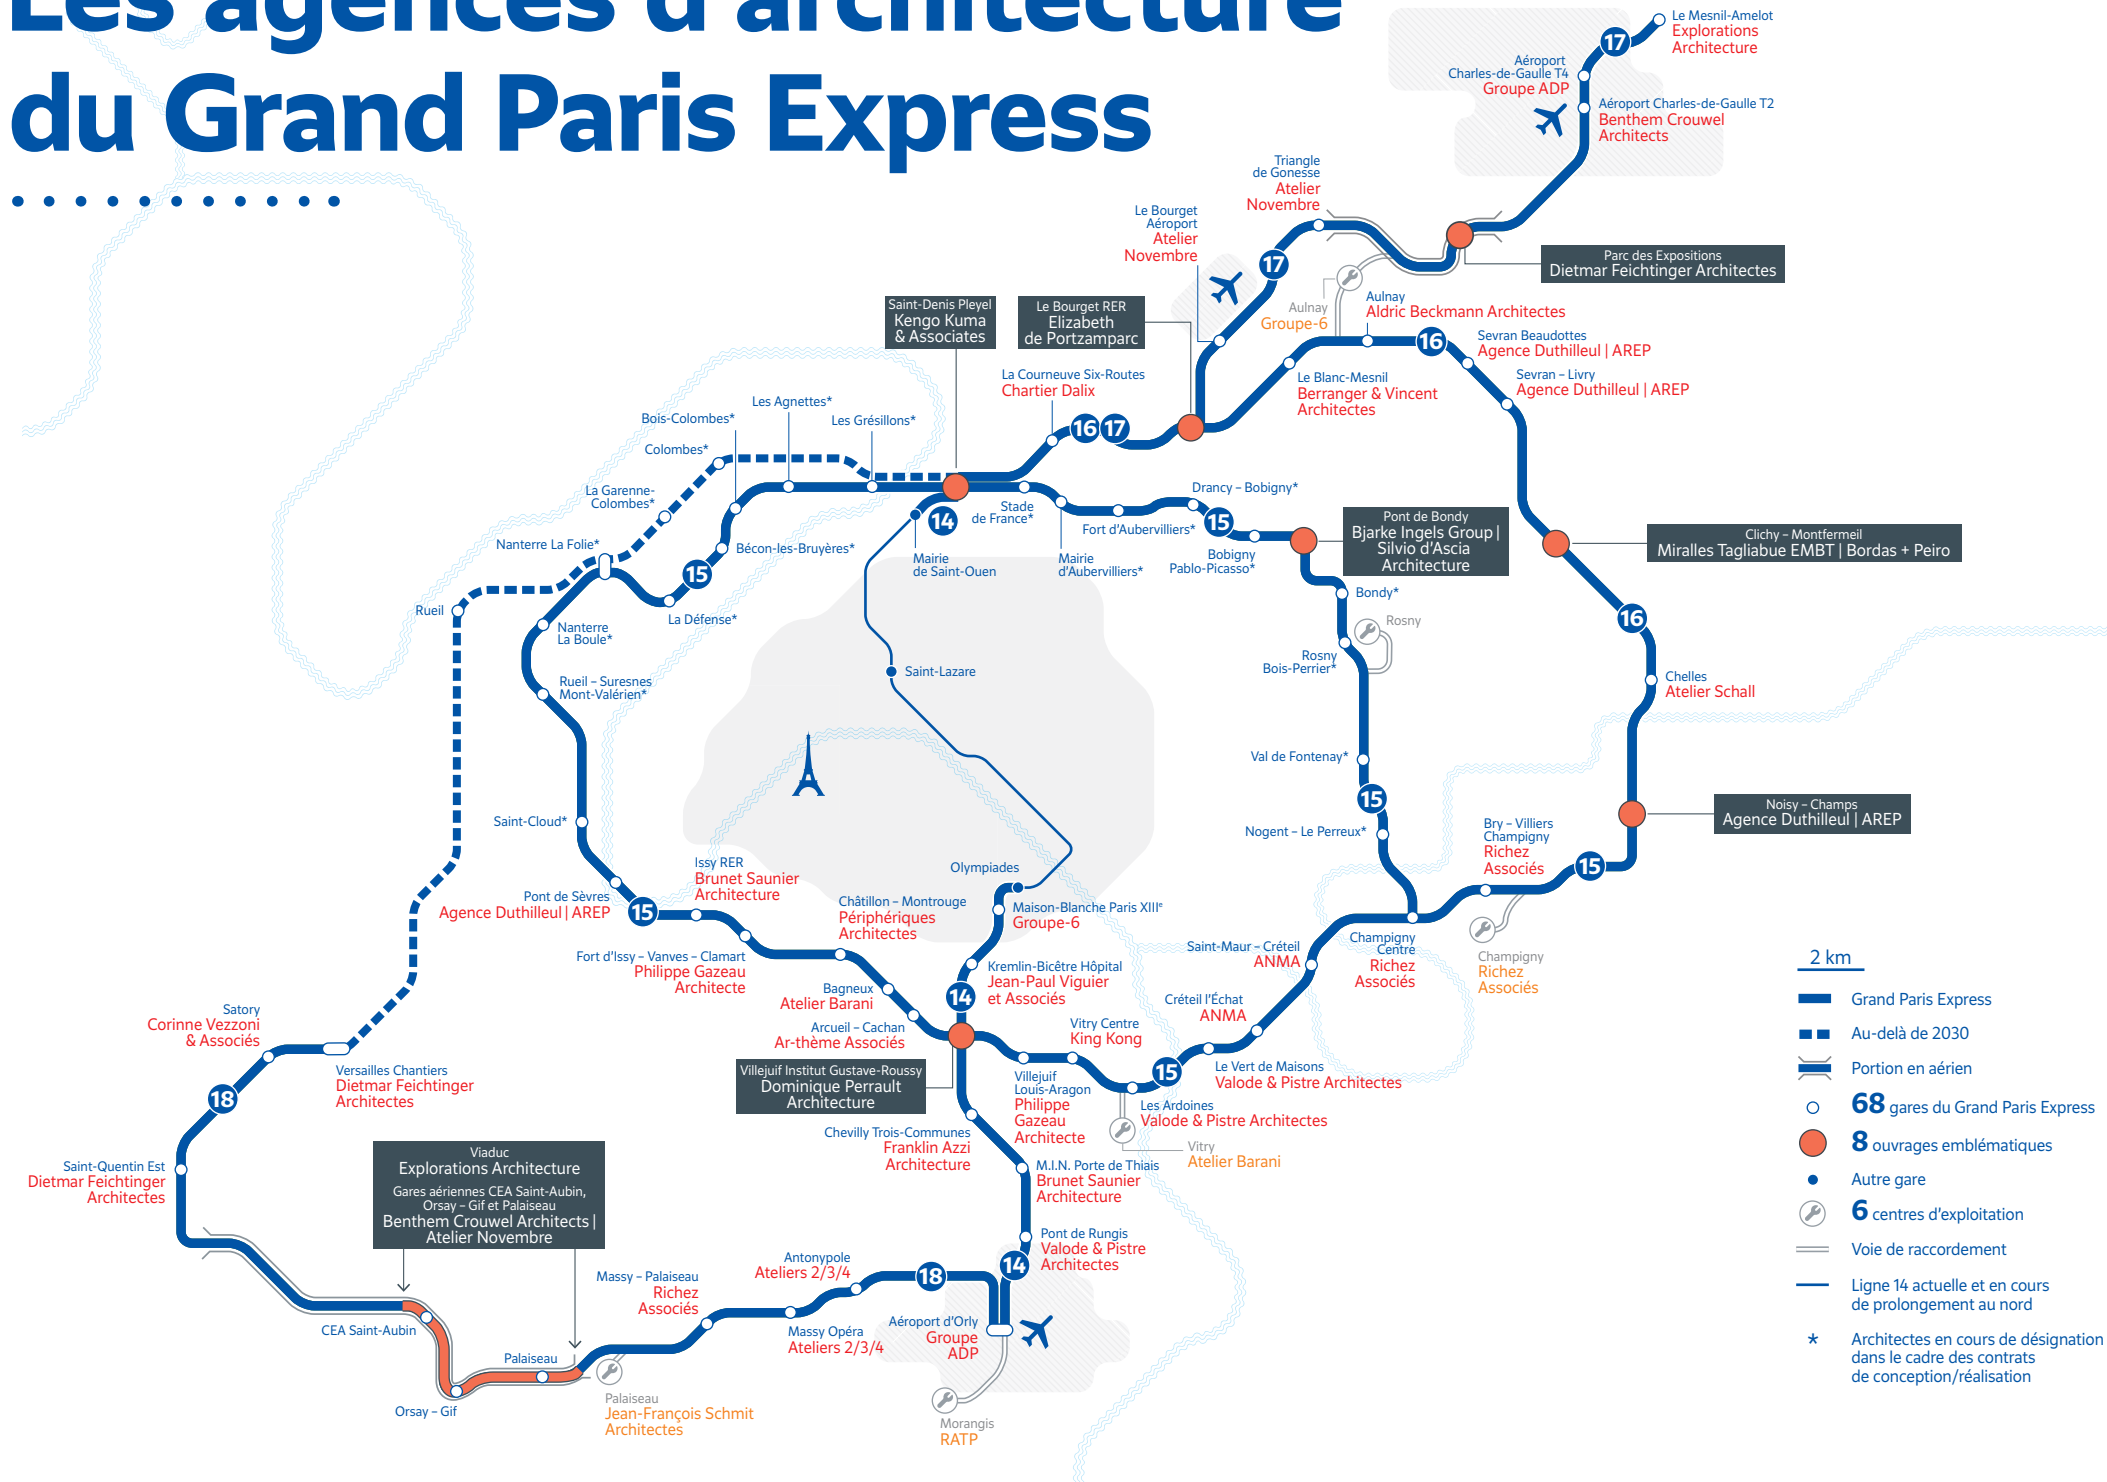 Les agences d'architecture
du Grand Paris Express
17
Le Mesnil-Amelot
Explorations
Architecture
Aéroport
Charles-de-Gaulle T4
Groupe ADP
Aéroport Charles-de-Gaulle T2
Benthem Crouwel
Architects
Triangle
de Gonesse
Atelier
Novembre
Le Bourget
Aéroport
Atelier
Novembre
17
Parc des Expositions
Dietmar Feichtinger Architectes
Aulnay
Groupe-6
Aulnay
Aldric Beckmann Architectes
Saint-Denis Pleyel
Kengo Kuma
& Associates
Le Bourget RER
Elizabeth
de Portzamparc
16
Sevran Beaudottes
Agence Duthilleul | AREP
Sevran – Livry
Agence Duthilleul | AREP
La Courneuve Six-Routes
Chartier Dalix
Le Blanc-Mesnil
Berranger & Vincent
Architectes
16
17
Les Agnettes*
Bois-Colombes*
Les Grésillons*
Colombes*
La Garenne-
Colombes*
Nanterre La Folie*
Bécon-les-Bruyères*
15
La Défense*
Rueil
Nanterre
La Boule*
Rueil – Suresnes
Mont-Valérien*
14
Stade
de France*
Mairie
de Saint-Ouen
Mairie
d'Aubervilliers*
Fort d'Aubervilliers*
Drancy – Bobigny*
15
Bobigny
Pablo-Picasso*
Pont de Bondy
Bjarke Ingels Group |
Silvio d'Ascia
Architecture
Clichy – Montfermeil
Miralles Tagliabue EMBT | Bordas + Peiro
Bondy*
Rosny
Rosny
Bois-Perrier*
16
Chelles
Atelier Schall
Saint-Lazare
Val de Fontenay*
15
Nogent – Le Perreux*
Noisy – Champs
Agence Duthilleul | AREP
Bry – Villiers
Champigny
Richez
Associés
15
Saint-Cloud*
Pont de Sèvres
Agence Duthilleul | AREP
15
Issy RER
Brunet Saunier
Architecture
Fort d'Issy – Vanves – Clamart
Philippe Gazeau
Architecte
Châtillon – Montrouge
Périphériques
Architectes
Bagneux
Atelier Barani
Arcueil – Cachan
Ar-thème Associés
Olympiades
Maison-Blanche Paris XIIIe
Groupe-6
Kremlin-Bicêtre Hôpital
Jean-Paul Viguier
et Associés
14
Villejuif Institut Gustave-Roussy
Dominique Perrault
Architecture
Vitry Centre
King Kong
Villejuif
Louis-Aragon
Philippe
Gazeau
Architecte
15
Les Ardoines
Valode & Pistre Architectes
Vitry
Atelier Barani
Le Vert de Maisons
Valode & Pistre Architectes
Créteil l'Échat
ANMA
Saint-Maur – Créteil
ANMA
Champigny
Centre
Richez
Associés
Champigny
Richez
Associés
Chevilly Trois-Communes
Franklin Azzi
Architecture
M.I.N. Porte de Thiais
Brunet Saunier
Architecture
Pont de Rungis
Valode & Pistre
Architectes
14
Aéroport d'Orly
Groupe
ADP
Morangis
RATP
18
Antonypole
Ateliers 2/3/4
Massy Opéra
Ateliers 2/3/4
Massy – Palaiseau
Richez
Associés
Palaiseau
Jean-François Schmit
Architectes
Palaiseau
Orsay – Gif
CEA Saint-Aubin
Viaduc
Explorations Architecture
Gares aériennes CEA Saint-Aubin,
Orsay – Gif et Palaiseau
Benthem Crouwel Architects |
Atelier Novembre
Saint-Quentin Est
Dietmar Feichtinger
Architectes
18
Satory
Corinne Vezzoni
& Associés
Versailles Chantiers
Dietmar Feichtinger
Architectes
2 km
Grand Paris Express
Au-delà de 2030
Portion en aérien
68 gares du Grand Paris Express
8 ouvrages emblématiques
Autre gare
6 centres d'exploitation
Voie de raccordement
Ligne 14 actuelle et en cours
de prolongement au nord
* Architectes en cours de désignation
dans le cadre des contrats
de conception/réalisation